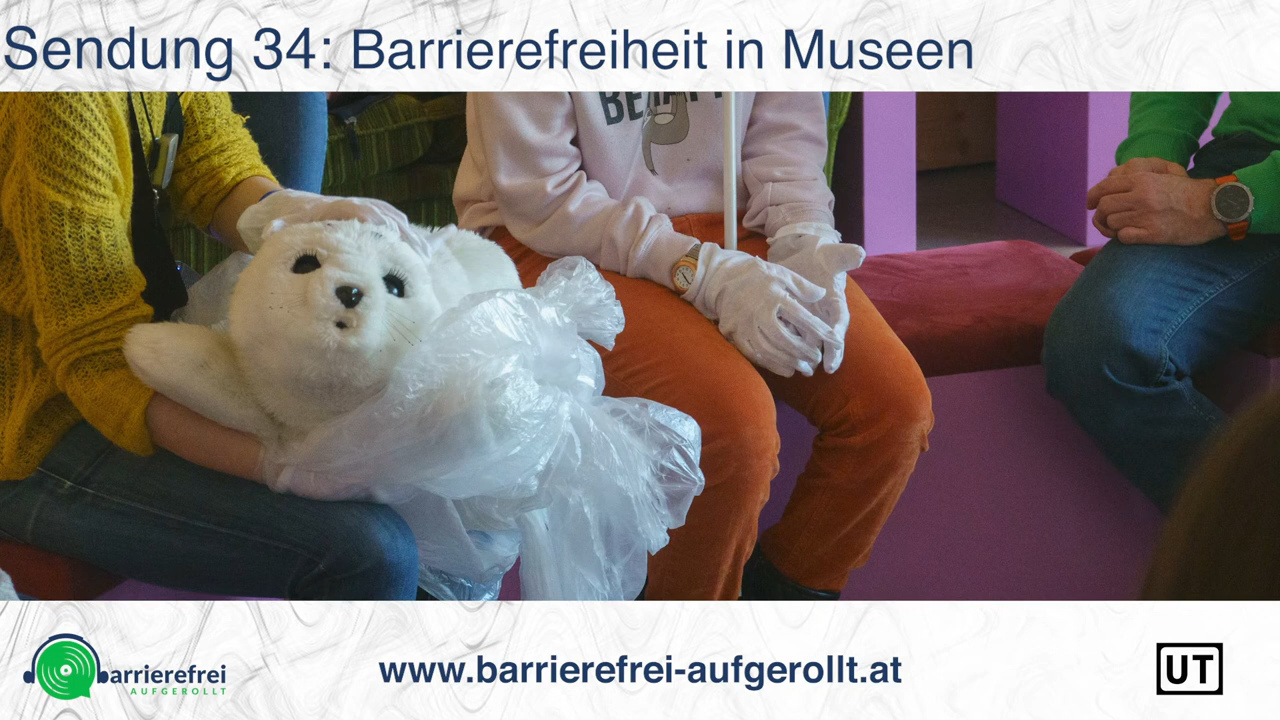 Sendung 34: Barrierefreiheit in Museen
barrierefrei
AUFGEROLLT
www.barrierefrei-aufgerollt.at
UT